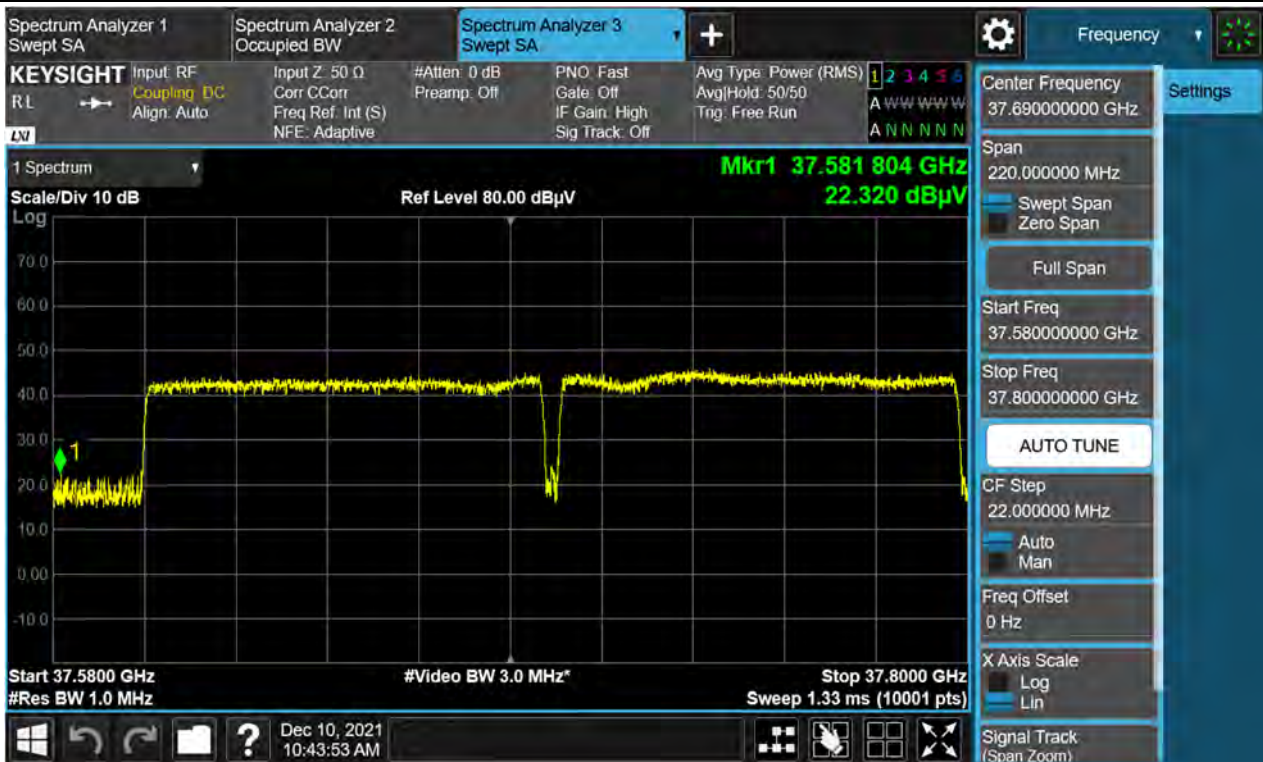 Spectrum Analyzer 1
Swept SA
Spectrum Analyzer 2
Occupied BW
Spectrum Analyzer 3
Swept SA
+
Frequency
KEYSIGHT
RL
LXI
Input: RF
Coupling: DC
Align: Auto
Input Z: 50 Ω
Corr CCorr
Freq Ref: Int (S)
NFE: Adaptive
#Atten: 0 dB
Preamp: Off
PNO: Fast
Gate: Off
IF Gain: High
Sig Track: Off
Avg Type: Power (RMS)
Avg|Hold: 50/50
Trig: Free Run
1 2 3 4 5 6
A W W W W W
A N N N N N
1 Spectrum
Scale/Div 10 dB
Ref Level 80.00 dBµV
Mkr1 37.581 804 GHz
22.320 dBµV
Log
70.0
60.0
50.0
40.0
30.0
20.0
10.0
0.00
-10.0
1
Start 37.5800 GHz
#Video BW 3.0 MHz*
Stop 37.8000 GHz
#Res BW 1.0 MHz
Sweep 1.33 ms (10001 pts)
?
Dec 10, 2021
10:43:53 AM
Center Frequency
37.690000000 GHz
Settings
Span
220.000000 MHz
Swept Span
Zero Span
Full Span
Start Freq
37.580000000 GHz
Stop Freq
37.800000000 GHz
AUTO TUNE
CF Step
22.000000 MHz
Auto
Man
Freq Offset
0 Hz
X Axis Scale
Log
Lin
Signal Track
(Span Zoom)